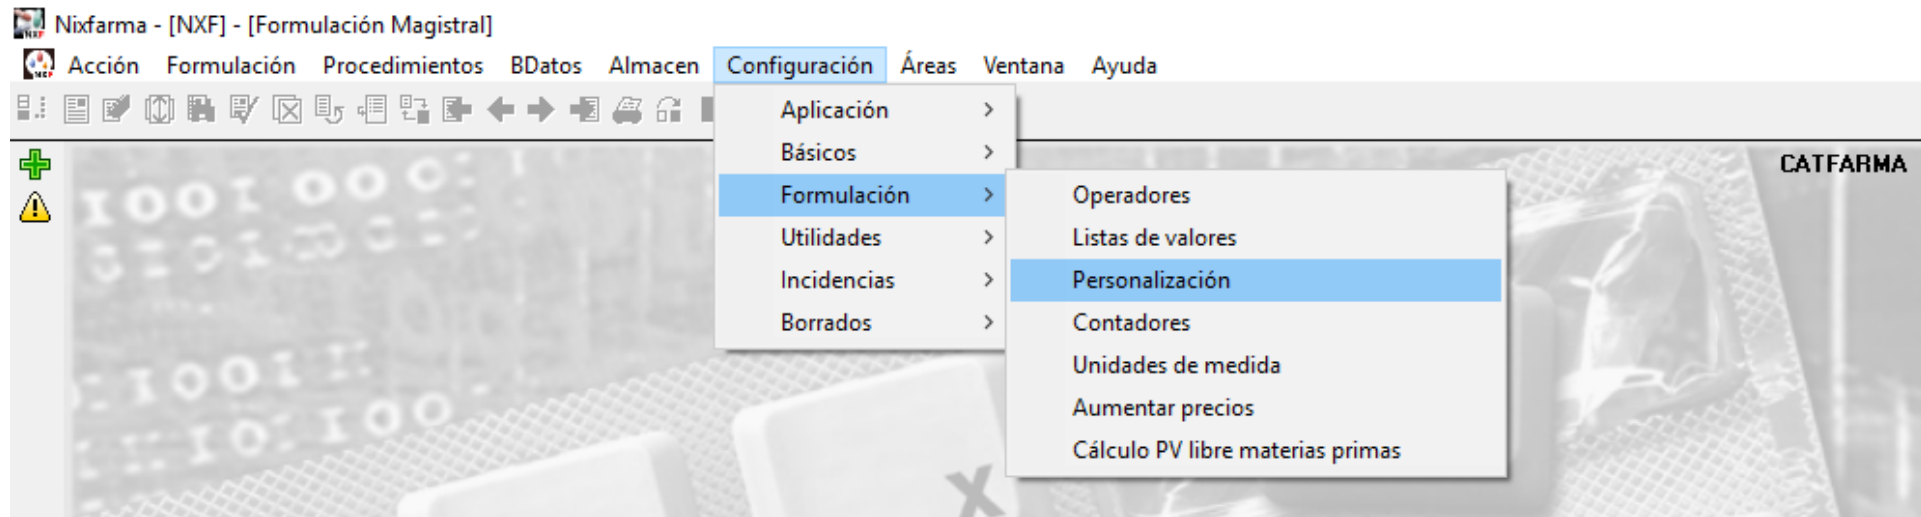 Nixfarma - [NXF] - [Formulación Magistral]
Acción Formulación Procedimientos BDatos Almacen Configuración Áreas Ventana Ayuda
Aplicación
Básicos
Formulación
Utilidades
Incidencias
Borrados
Operadores
Listas de valores
Personalización
Contadores
Unidades de medida
Aumentar precios
Cálculo PV libre materias primas
CATFARMA
X